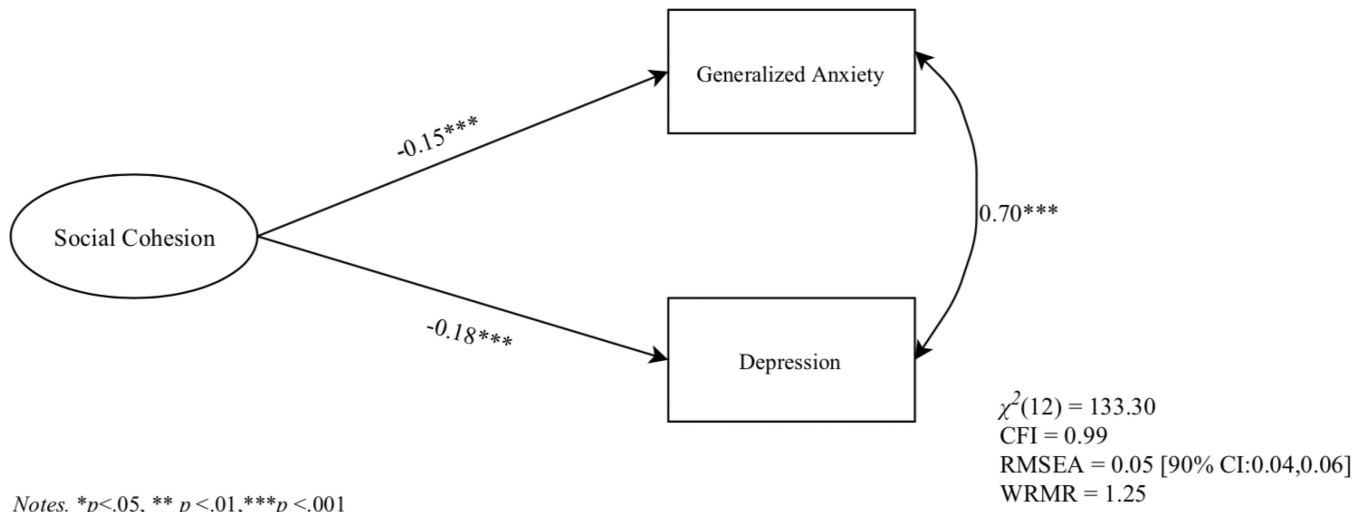 Generalized Anxiety
-0.15***
0.70***
Social Cohesion
-0.18***
Depression
χ²(12) = 133.30
CFI = 0.99
RMSEA = 0.05 [90% CI:0.04,0.06]
WRMR = 1.25
Notes. *p<.05, ** p <.01,***p <.001